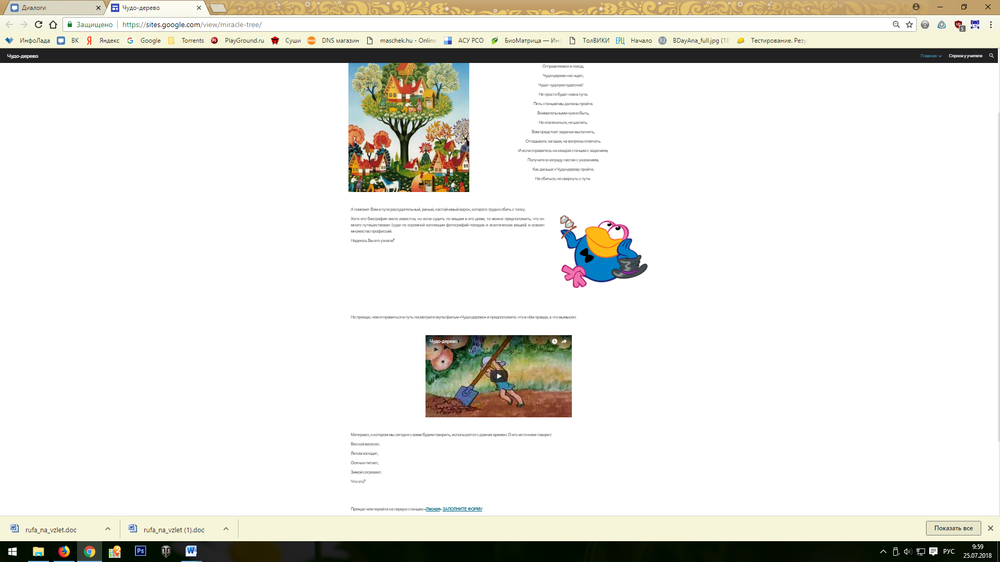 Диалоги
Чудо-дерево
Защищено
https://sites.google.com/view/miracle-tree/
5
ИнфоЛада
ВК
Яндекс
Google
Torrents
PlayGround.ru
Суши
DNS магазин
maschek.hu - Online
АСУ РСО
БиоМатрица — Ин
ТолВИКИ
ЕРЦ
Начало
EJ
BDayAna_full.jpg (18
Тестирование. Резу
Чудо-дерево
Главная
Спроси у учителя
Отправляемся в поход.
Чудо-дерево нас ждет,
Чудо- чудо-расчудесное!
Не просто будет нам в пути.
Пять станций мы должны пройти.
Внимательными нужно быть,
Не отвлекаться, не шалить.
Вам предстоит заданья выполнять,
Отгадывать загадки, на вопросы отвечать.
И если справитесь на каждой станции с заданием,
Получите в награду листик с указанием,
Как дальше к Чудо-дереву пройти,
Не сбиться, не свернуть с пути.
А поможет Вам в пути рассудительный, умный, настойчивый ворон, которого трудно сбить с толку.
Хотя его биография мало известна, но если судить по вещам в его доме, то можно предположить, что он
много путешествовал (судя по огромной коллекции фотографий поездов и экзотических вещей) и освоил
множество профессий.
Надеюсь Вы его узнали?
Но прежде, чем отправиться в путь посмотрите мультфильм «Чудо-дерево» и предположите, что в нём правда, а что вымысел.
Чудо-дерево
Материал, о котором мы сегодня с вами будем говорить, используется с давних времен. О его источнике говорят:
Весной веселит,
Летом холодит,
Осенью питает,
Зимой согревает.
Что это?
Прежде чем перейти на первую станцию «Лесная» ЗАПОЛНИТЕ ФОРМУ
rufa_na_vzlet.doc
rufa_na_vzlet (1).doc
Показать все
Ps
РУС
9:59
25.07.2018